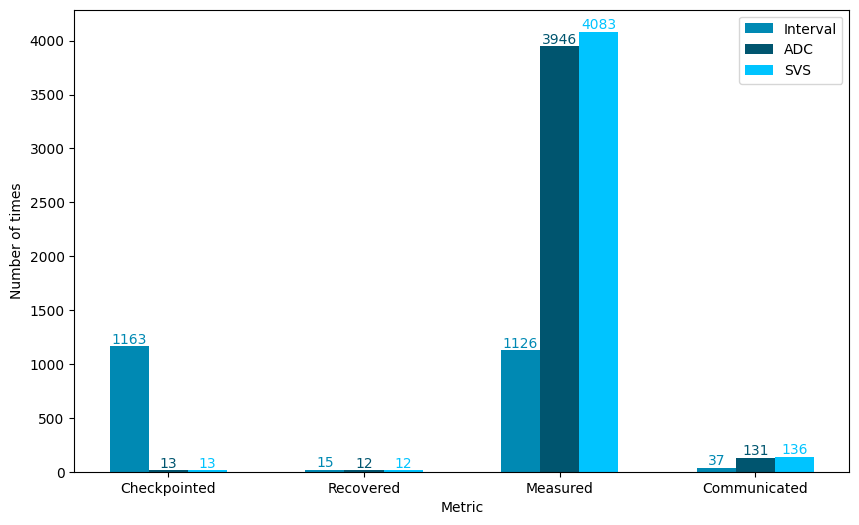 Interval
ADC
SVS
Number of times
4000
3500
3000
2500
2000
1500
1000
500
0
1163
13
13
15
12
12
1126
3946
4083
37
131
136
Checkpointed
Recovered
Measured
Communicated
Metric